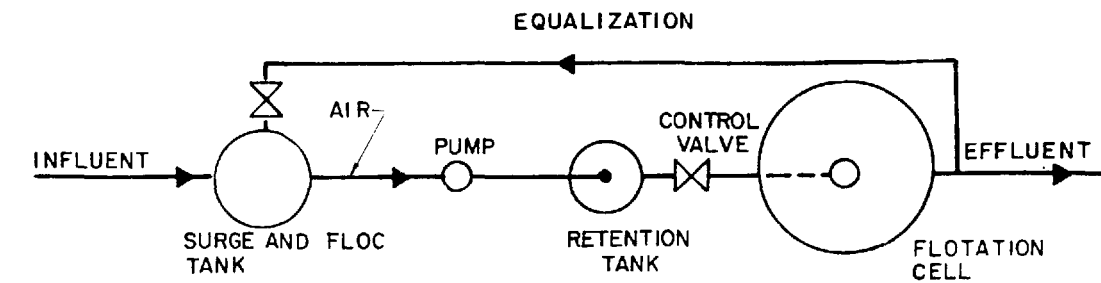 EQUALIZATION
AIR
INFLUENT
PUMP
CONTROL
VALVE
EFFLUENT
SURGE AND FLOC
TANK
RETENTION
TANK
FLOTATION
CELL